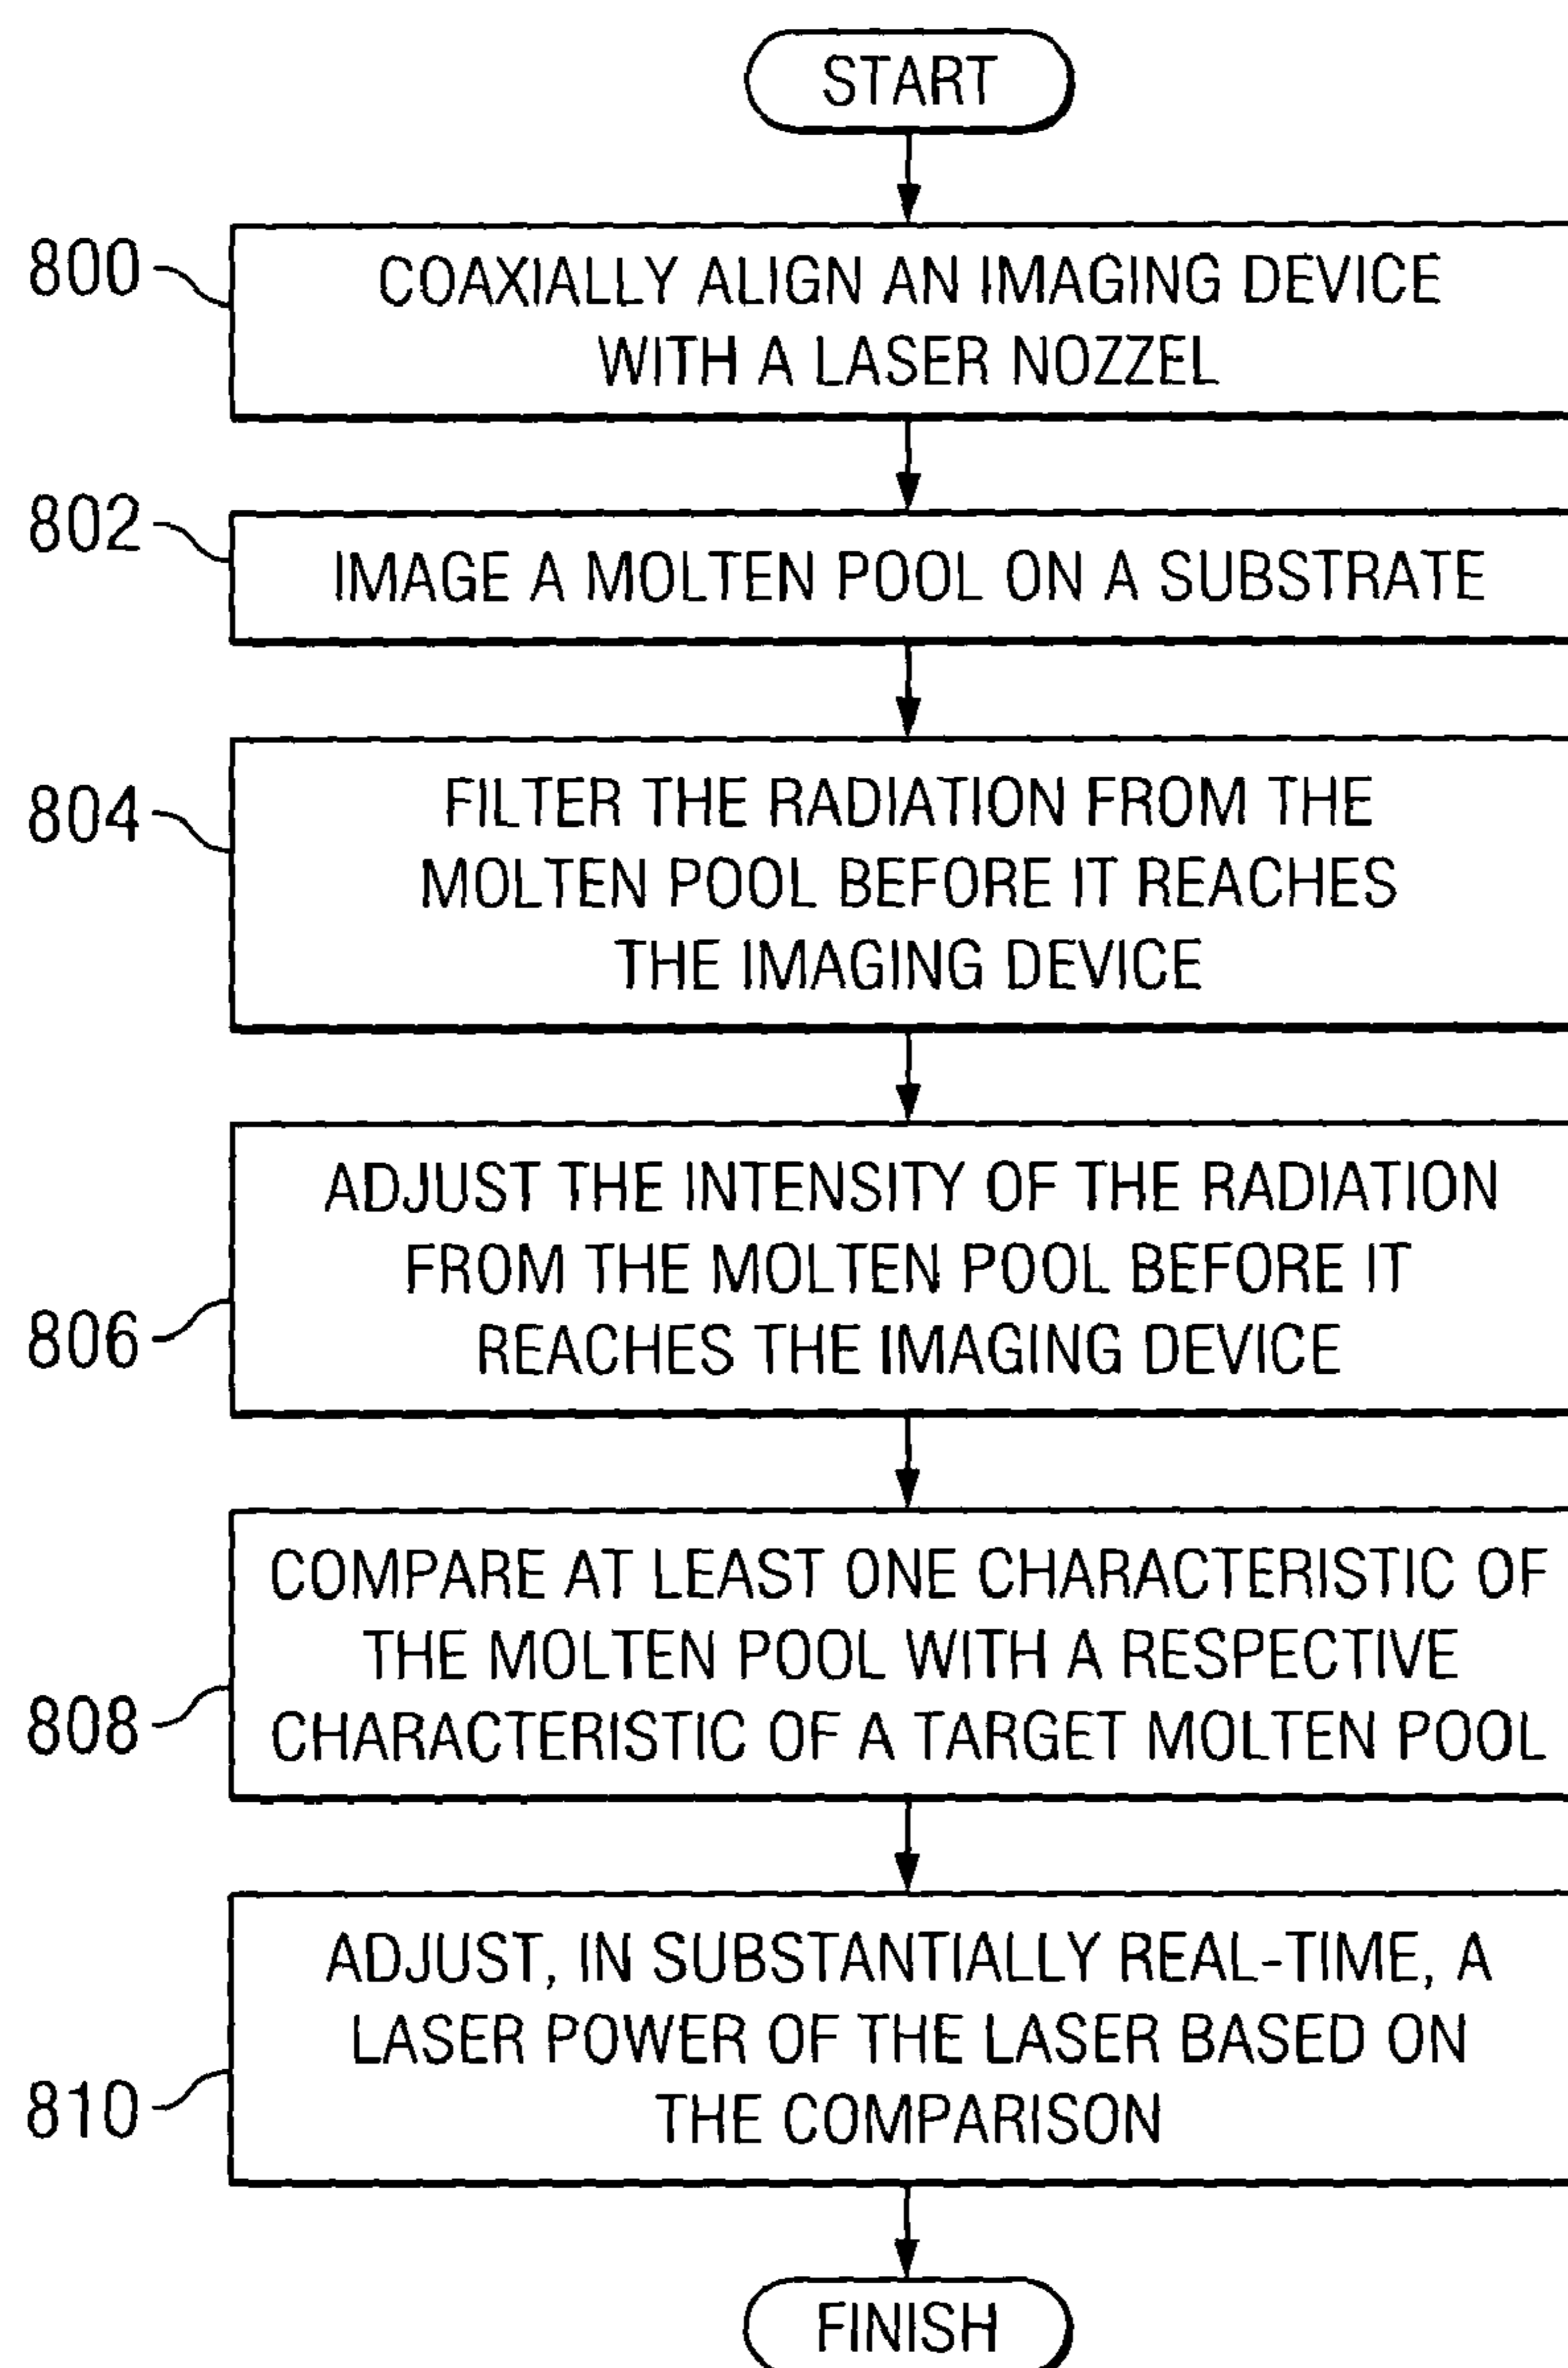 START
800
COAXIALLY ALIGN AN IMAGING DEVICE
WITH A LASER NOZZEL
802
IMAGE A MOLTEN POOL ON A SUBSTRATE
804
FILTER THE RADIATION FROM THE
MOLTEN POOL BEFORE IT REACHES
THE IMAGING DEVICE
806
ADJUST THE INTENSITY OF THE RADIATION
FROM THE MOLTEN POOL BEFORE IT
REACHES THE IMAGING DEVICE
808
COMPARE AT LEAST ONE CHARACTERISTIC OF
THE MOLTEN POOL WITH A RESPECTIVE
CHARACTERISTIC OF A TARGET MOLTEN POOL
810
ADJUST, IN SUBSTANTIALLY REAL-TIME, A
LASER POWER OF THE LASER BASED ON
THE COMPARISON
FINISH